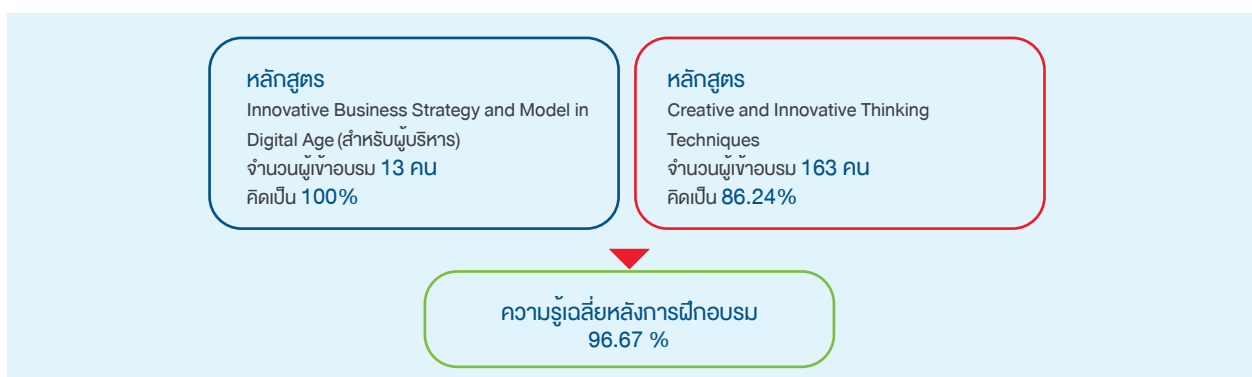 หลักสูตร
Innovative Business Strategy and Model in
Digital Age (สำหรับผู้บริหาร)
จำนวนผู้เข้าอบรม 13 คน
คิดเป็น 100%
หลักสูตร
Creative and Innovative Thinking
Techniques
จำนวนผู้เข้าอบรม 163 คน
คิดเป็น 86.24%
ความรู้เฉลี่ยหลังการฝึกอบรม
96.67 %